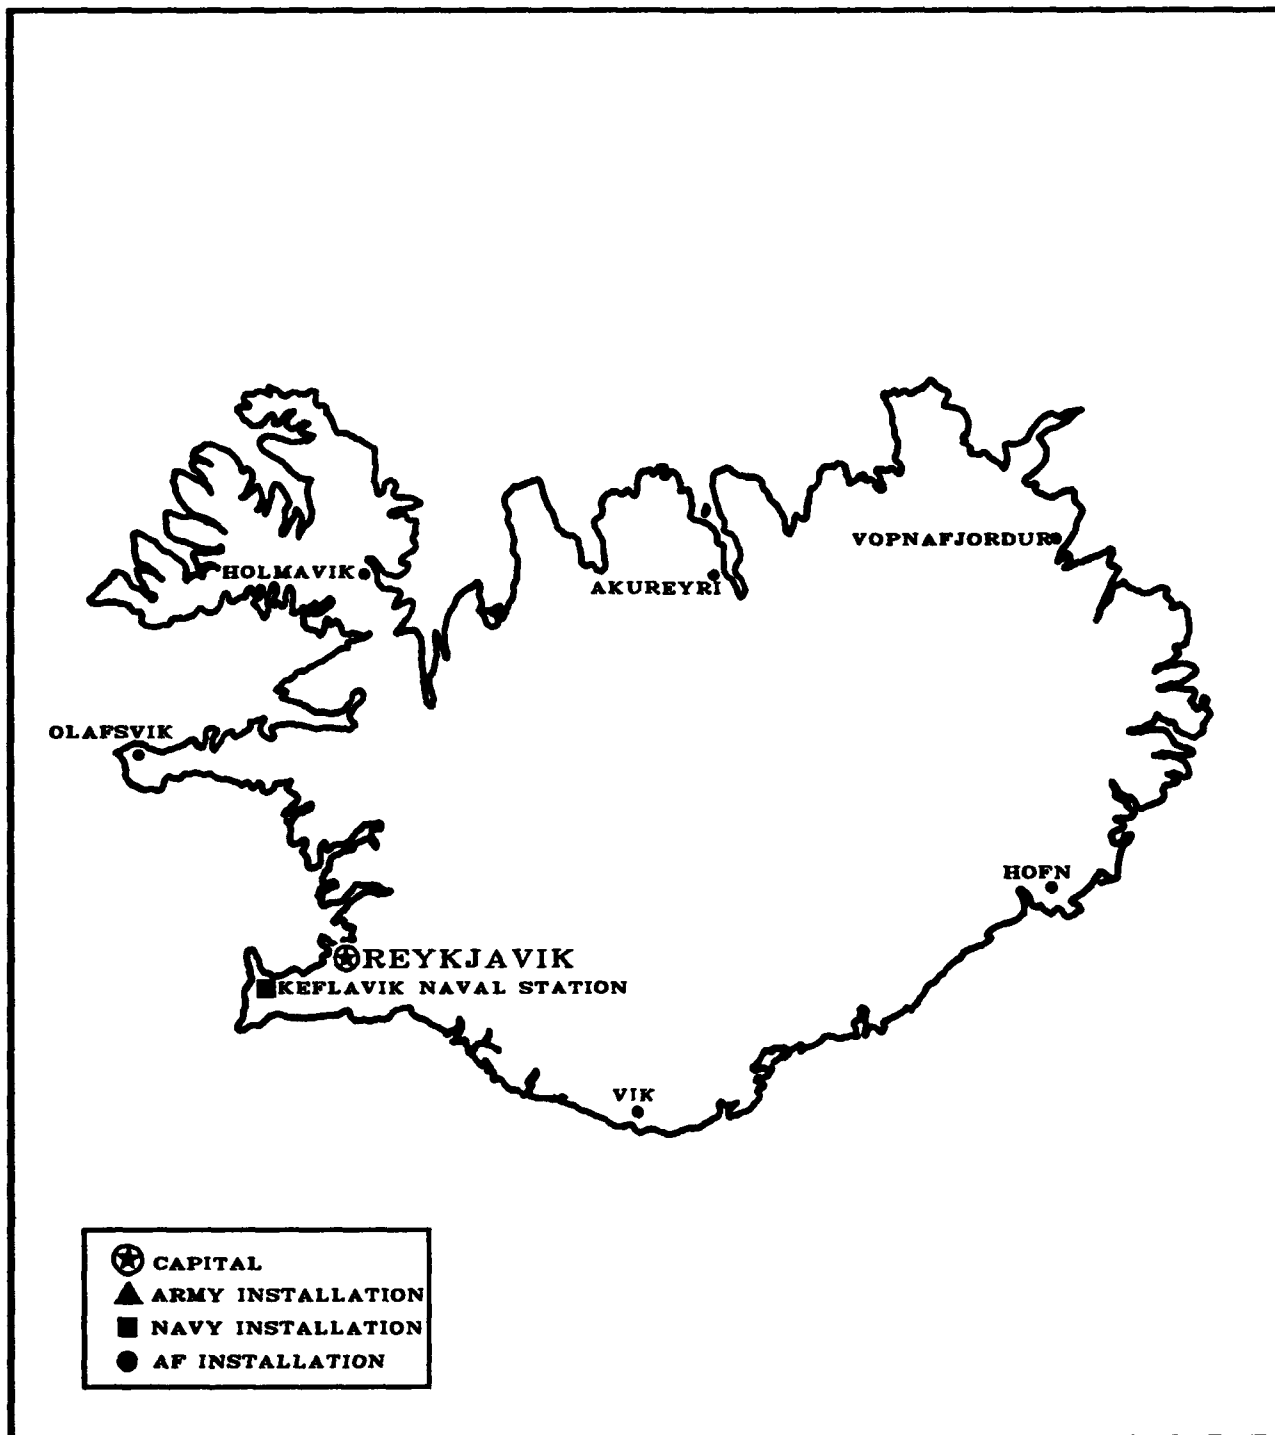 VOPNAFJORDUR
HOLMAVIK
AKUREYRI
OLAFSVIK
HOFN
REYKJAVIK
KEFLAVIK NAVAL STATION
VIK
CAPITAL
ARMY INSTALLATION
NAVY INSTALLATION
AF INSTALLATION